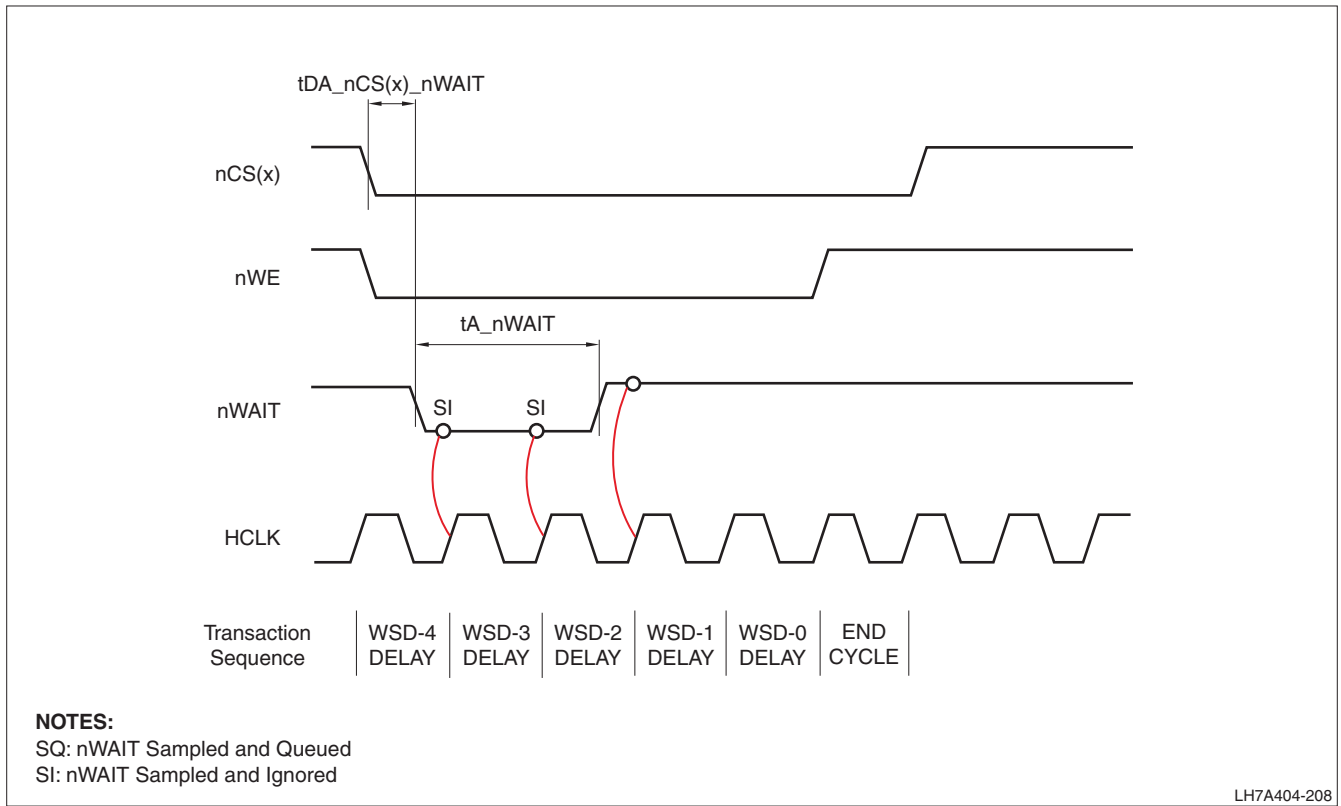 tDA_nCS(x)_nWAIT
nCS(x)
nWE
tA_nWAIT
nWAIT
SI
SI
HCLK
Transaction
Sequence
WSD-4
DELAY
WSD-3
DELAY
WSD-2
DELAY
WSD-1
DELAY
WSD-0
DELAY
END
CYCLE
NOTES:
SQ: nWAIT Sampled and Queued
SI: nWAIT Sampled and Ignored
LH7A404-208